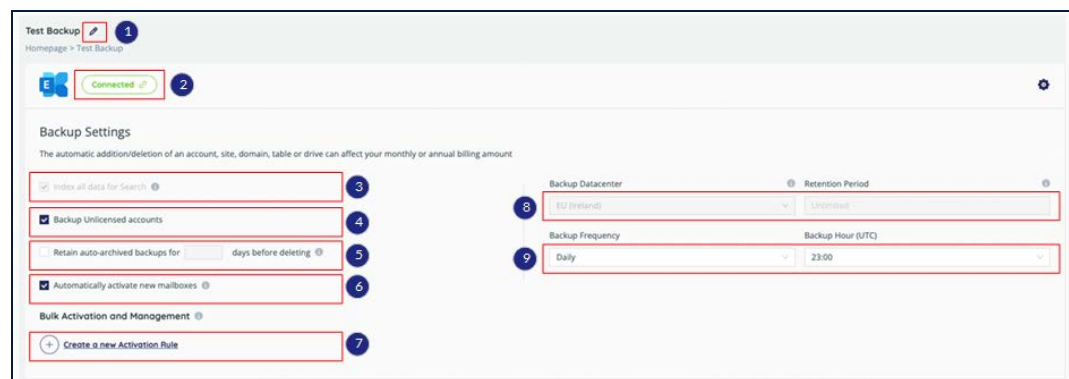 Test Backup 1
Homepage > Test Backup
E Connected 2
Backup Settings
The automatic addition/deletion of an account, site, domain, table or drive can affect your monthly or annual billing amount
Index all data for Search 3
Backup Unlicensed accounts 4
Retain auto-archived backups for days before deleting 5
Automatically activate new mailboxes 6
Bulk Activation and Management
Create a new Activation Rule 7
Backup Datacenter Retention Period
8 EU (Ireland) Unlimited
Backup Frequency Backup Hour (UTC)
9 Daily 23:00